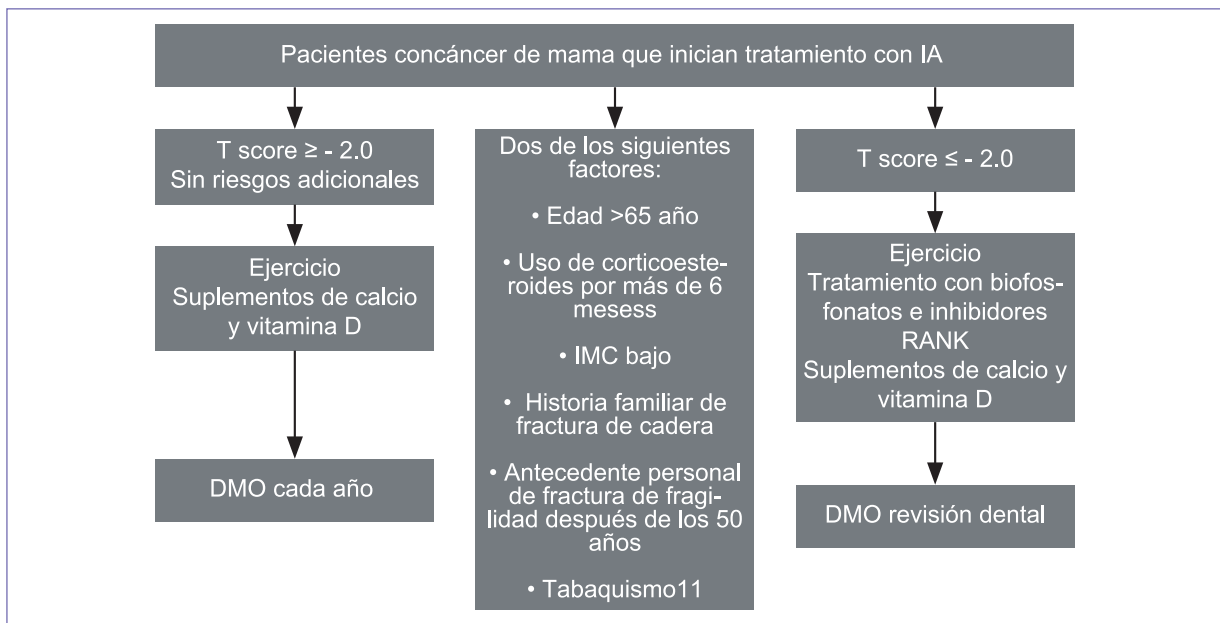 Pacientes concáncer de mama que inician tratamiento con IA
T score ≥ - 2.0
Sin riesgos adicionales
Ejercicio
Suplementos de calcio
y vitamina D
DMO cada año
Dos de los siguientes
factores:
• Edad >65 año
• Uso de corticoeste-
roides por más de 6
mesess
• IMC bajo
• Historia familiar de
fractura de cadera
• Antecedente personal
de fractura de fragi-
lidad después de los 50
años
• Tabaquismo11
T score ≤ - 2.0
Ejercicio
Tratamiento con biofos-
fonatos e inhibidores
RANK
Suplementos de calcio y
vitamina D
DMO revisión dental